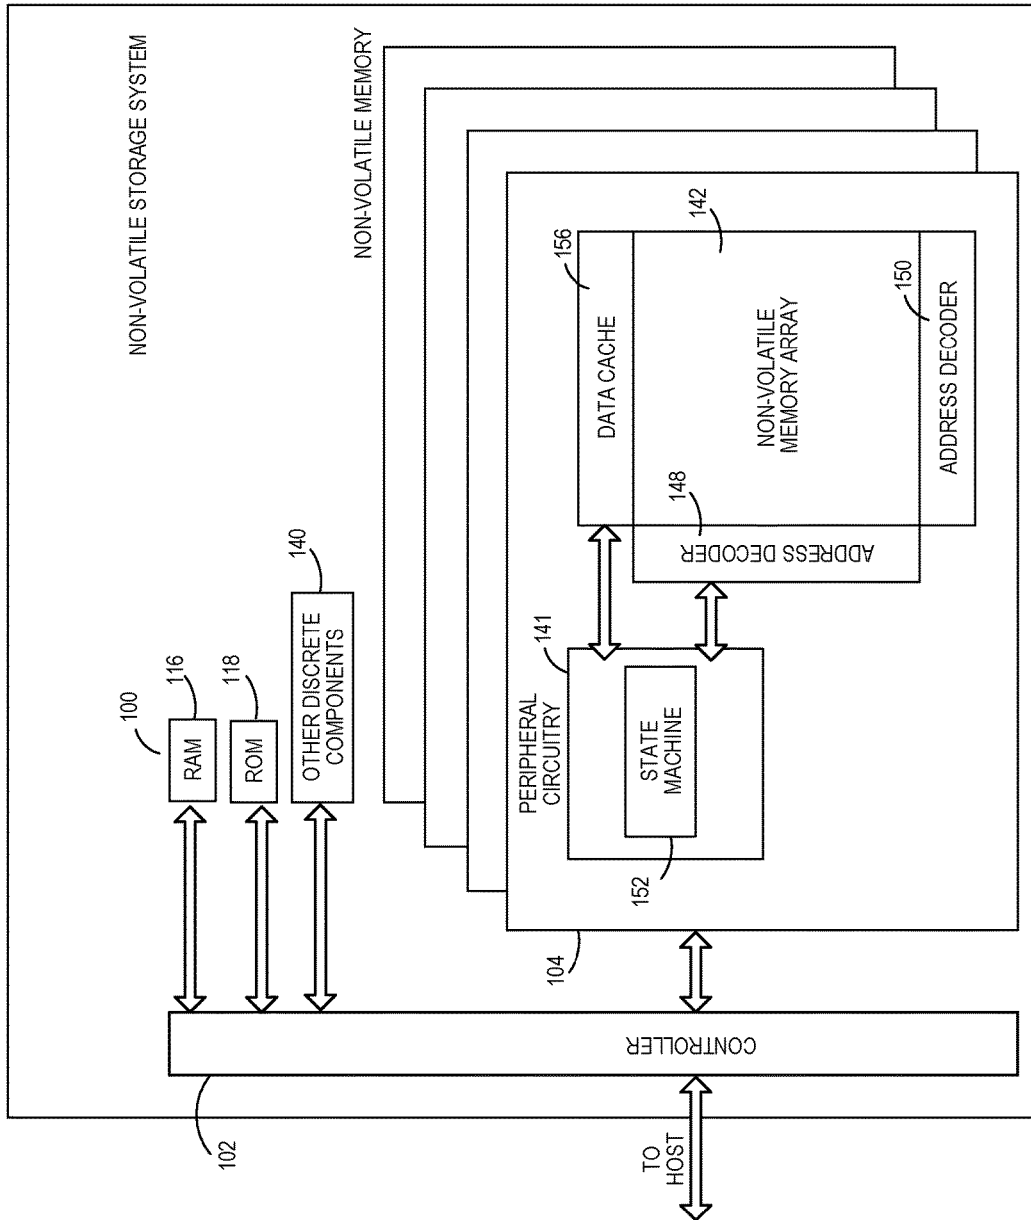 NON-VOLATILE STORAGE SYSTEM
100
RAM
116
ROM
118
OTHER DISCRETE
COMPONENTS
140
NON-VOLATILE MEMORY
102
CONTROLLER
TO
HOST
104
PERIPHERAL
CIRCUITRY
141
STATE
MACHINE
152
DATA CACHE
156
ADDRESS DECODER
148
NON-VOLATILE
MEMORY ARRAY
142
ADDRESS DECODER
150